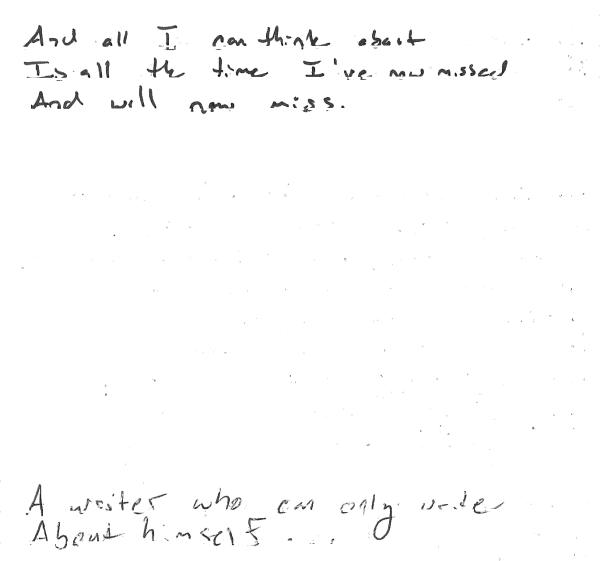 And all I can think about
Is all the time I've now missed
And will now miss.
A writer who can only write
About himself...